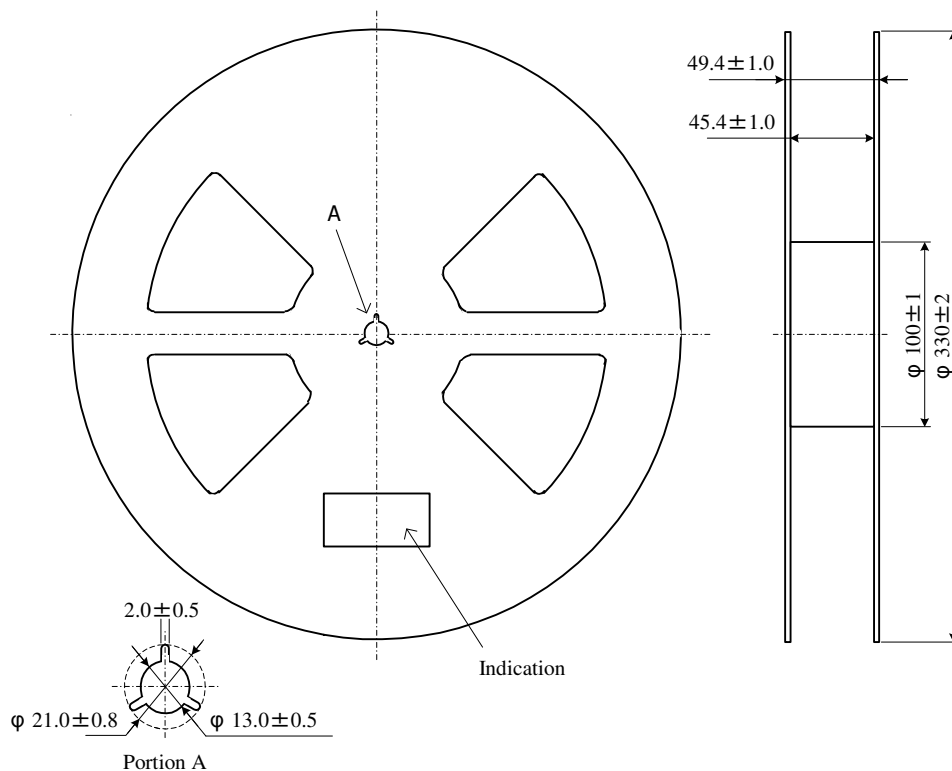 49.4±1.0
45.4±1.0
A
φ 100±1
φ 330±2
2.0±0.5
Indication
φ 21.0±0.8
φ 13.0±0.5
Portion A